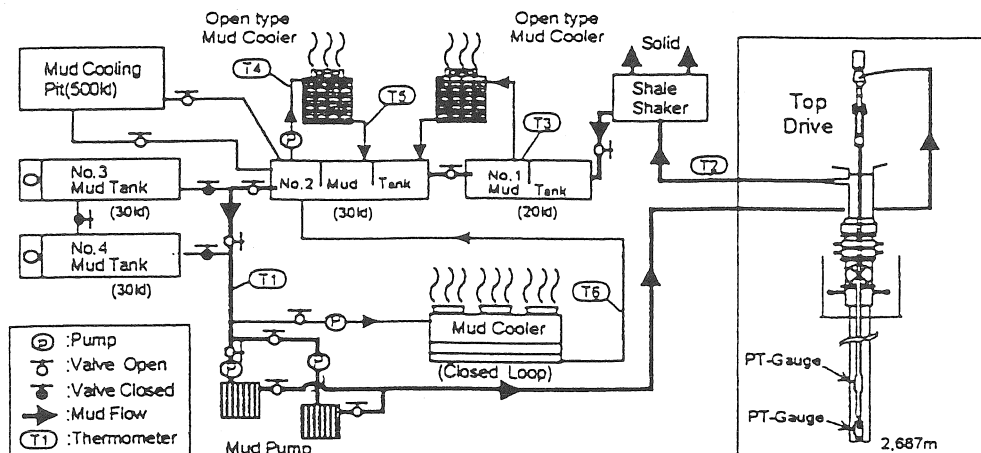 Open type
Mud Cooler
Open type
Mud Cooler
Solid
Mud Cooling
Pit(500kl)
T4
T5
T3
Shale
Shaker
Top
Drive
T2
P
No.3
Mud Tank
(30kl)
No.2 Mud Tank
(30kl)
No.1
Mud Tank
(20kl)
No.4
Mud Tank
(30kl)
T1
T6
P
Mud Cooler
(Closed Loop)
P
P
Mud Pump
P :Pump
:Valve Open
:Valve Closed
:Mud Flow
T1 :Thermometer
PT-Gauge
PT-Gauge
2,687m